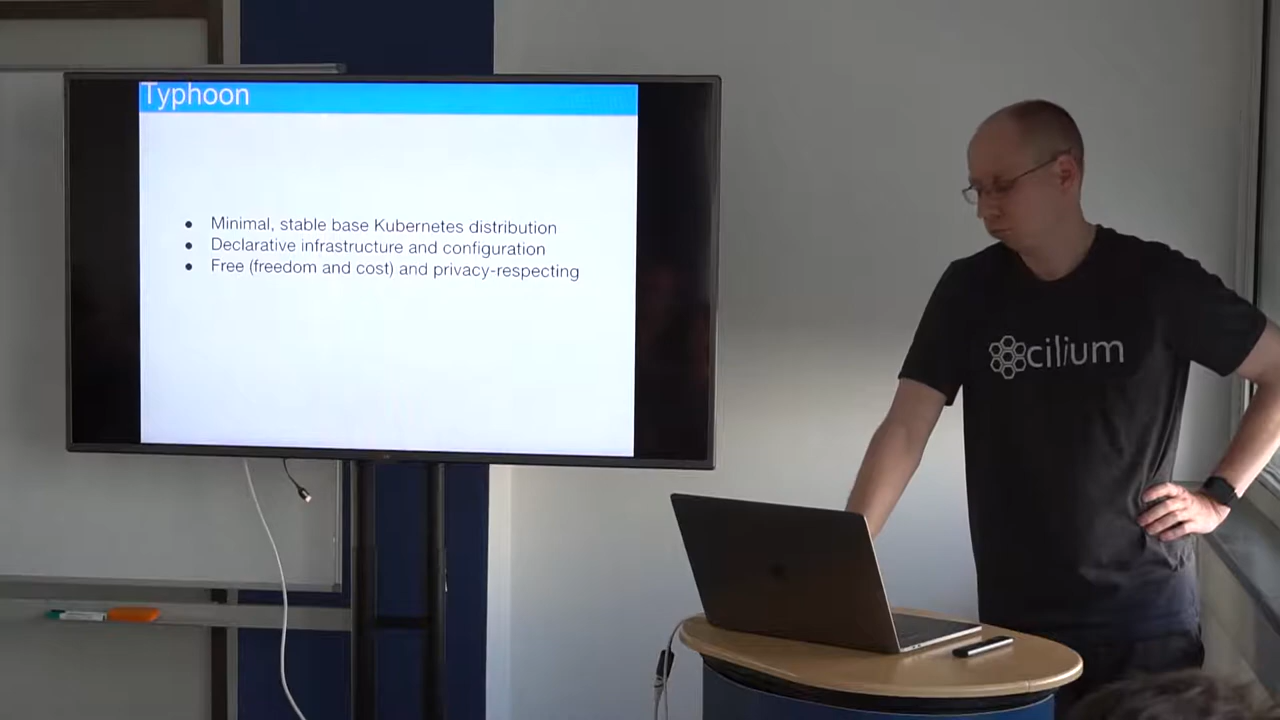 Typhoon
● Minimal, stable base Kubernetes distribution
● Declarative infrastructure and configuration
● Free (freedom and cost) and privacy-respecting
cilium